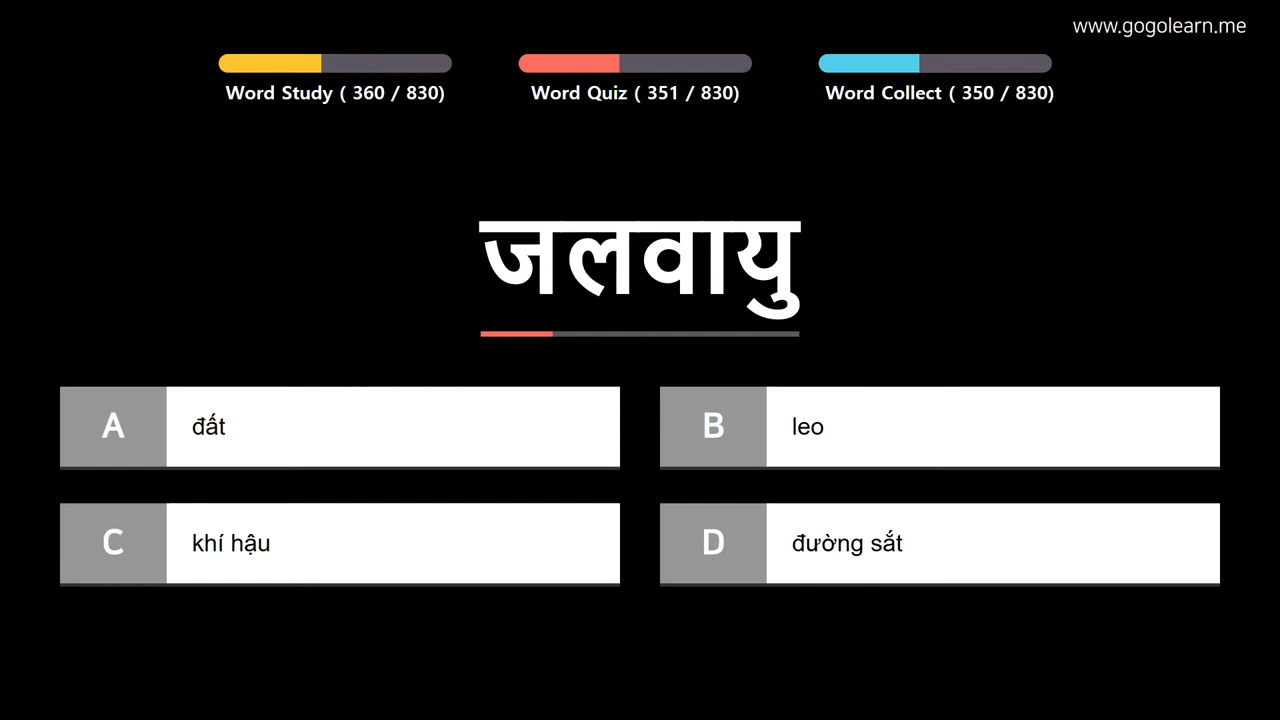 www.gogolearn.me
Word Study ( 360 / 830)
Word Quiz ( 351 / 830)
Word Collect ( 350 / 830)
जलवायु
A
đất
B
leo
C
khí hậu
D
đường sắt